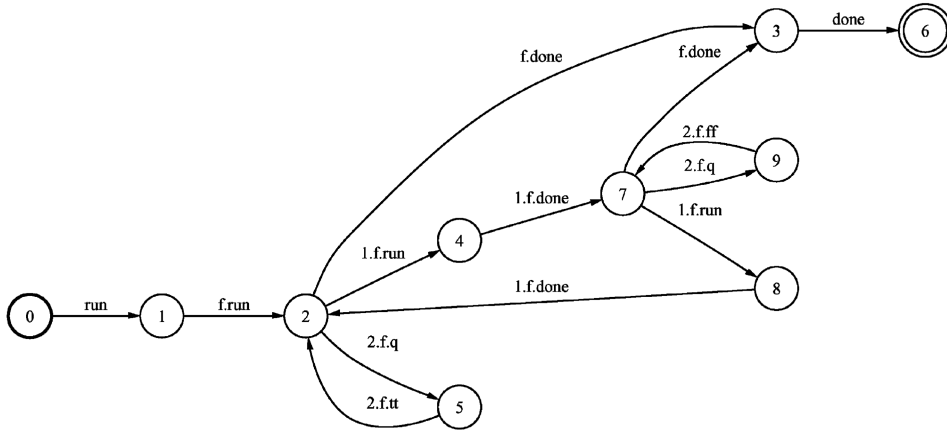 done
3
6
f.done
f.done
2.f.ff
9
2.f.q
7
1.f.done
1.f.run
4
1.f.run
8
1.f.done
run
f.run
0
1
2
2.f.q
2.f.tt
5